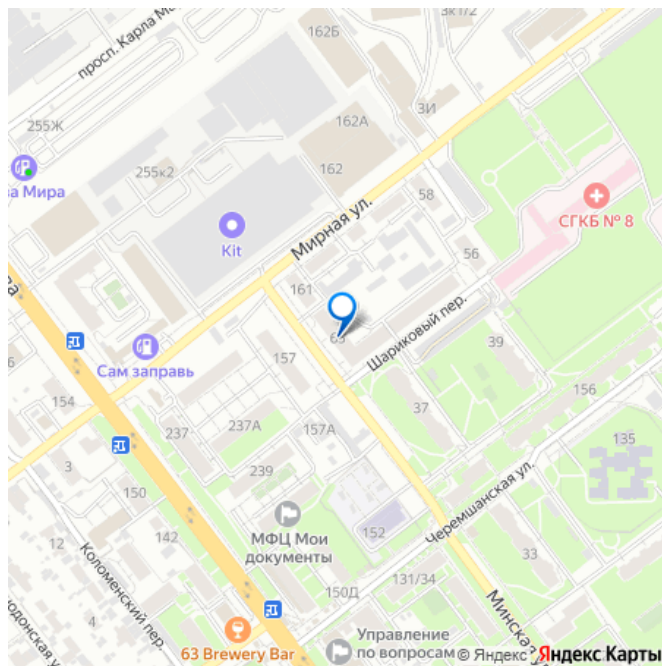 162Б
3к1/2
просп. Карла Ма
255Ж
162А
3И
ва Мира
255к2
162
58
СГКБ № 8
Kit
Мирная ул.
56
161
63
Шариковый пер.
Сам заправь
157
39
154
37
156
237
237А
157А
135
3
239
150
Черемшанская ул.
12
142
МФЦ Мои
документы
152
33
Коломенский пер.
131/34
150Д
4
Минска
63 Brewery Bar
Управление
по вопросам
© Яндекс
Яндекс Карты